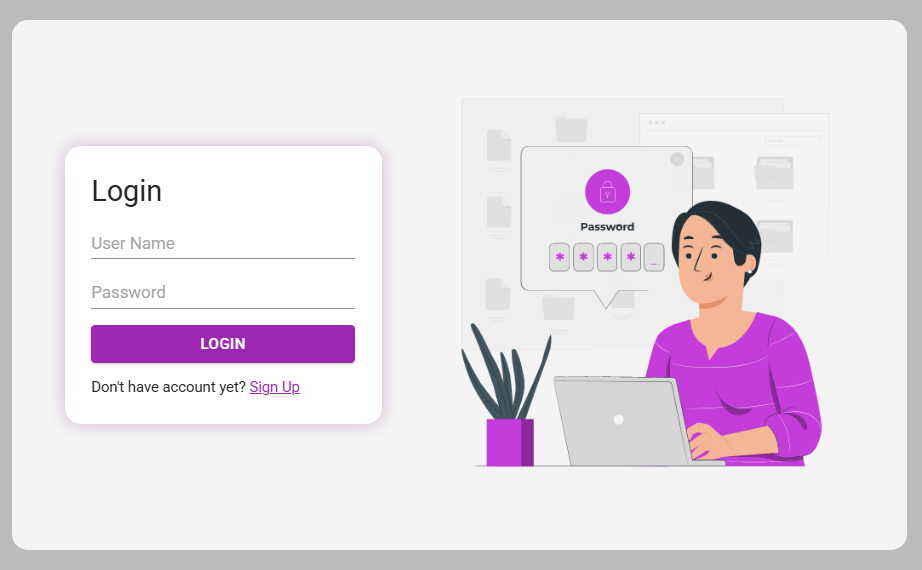 Login
User Name
Password
LOGIN
Don't have account yet? Sign Up
Password
* * * * _